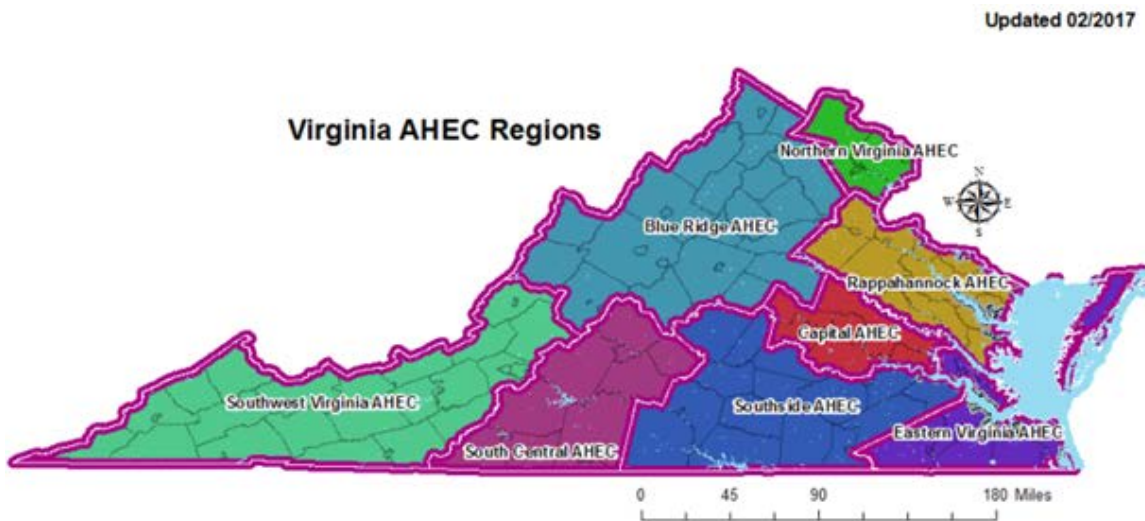 Updated 02/2017
Virginia AHEC Regions
Northern Virginia AHEC
N
W E
S
Blue Ridge AHEC
Rappahannock AHEC
Capital AHEC
Southwest Virginia AHEC
Southside AHEC
Eastern Virginia AHEC
South Central AHEC
0 45 90 180 Miles